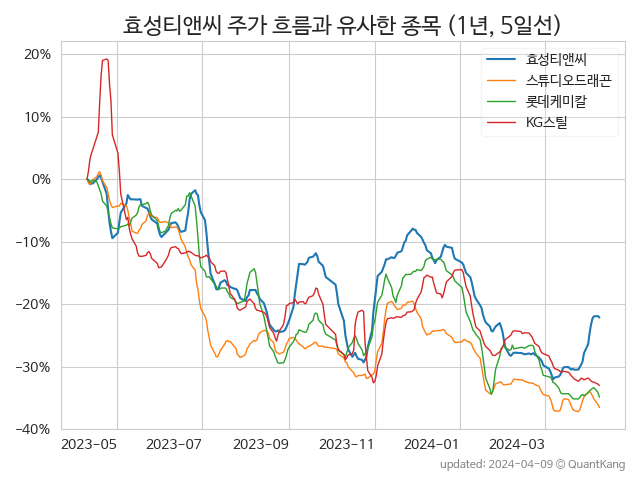 효성티앤씨 주가 흐름과 유사한 종목 (1년, 5일선)
효성티앤씨
스튜디오드래곤
롯데케미칼
KG스틸
20%
10%
0%
−10%
−20%
−30%
−40%
2023-05 2023-07 2023-09 2023-11 2024-01 2024-03
updated: 2024-04-09 © QuantKang